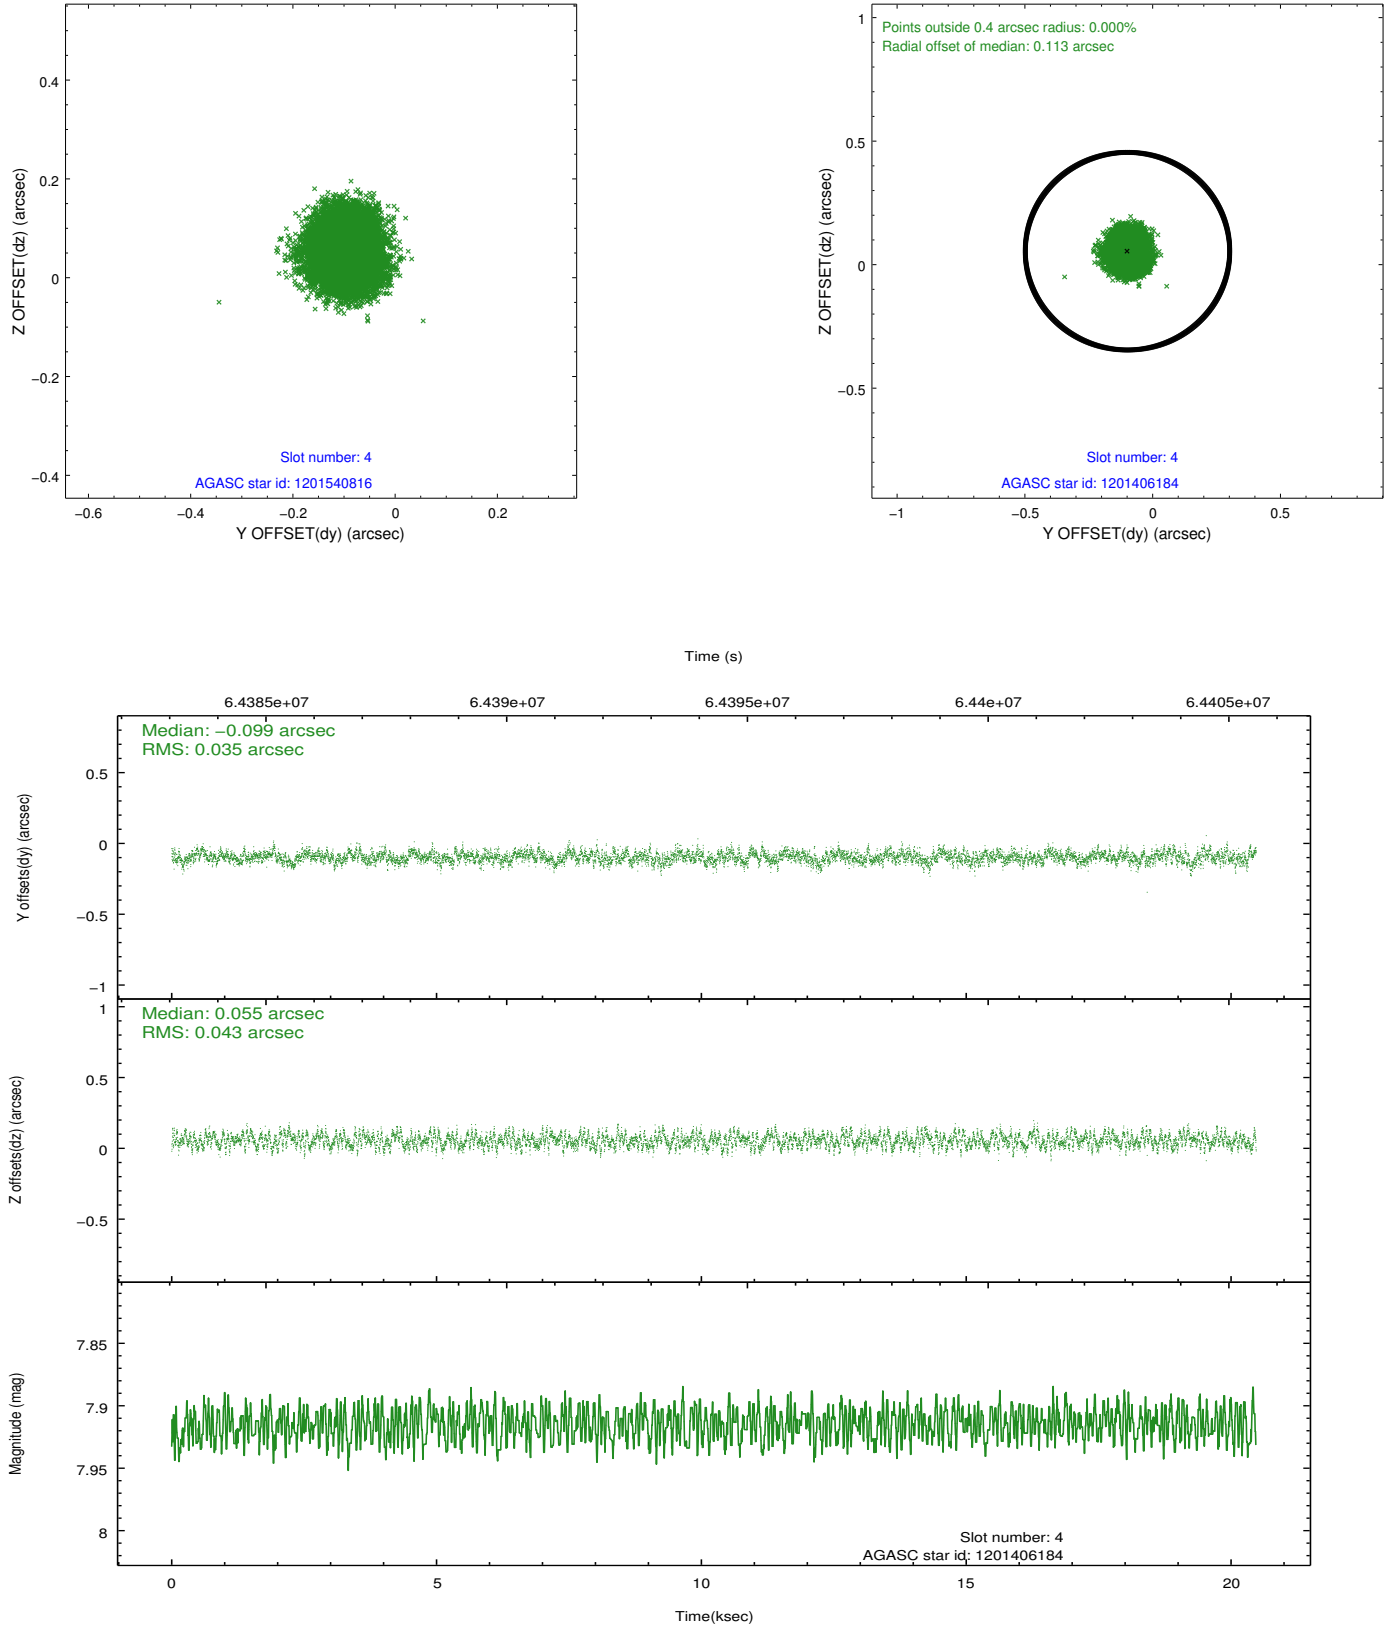 0.4
0.2
0
−0.2
−0.4
−0.6
−0.4
−0.2
0
0.2
Z OFFSET(dz) (arcsec)
Y OFFSET(dy) (arcsec)
Slot number: 4
AGASC star id: 1201540816
Points outside 0.4 arcsec radius: 0.000%
Radial offset of median: 0.113 arcsec
1
0.5
0
−0.5
−1
−0.5
0
0.5
Z OFFSET(dz) (arcsec)
Y OFFSET(dy) (arcsec)
Slot number: 4
AGASC star id: 1201406184
Time (s)
6.4385e+07
6.439e+07
6.4395e+07
6.44e+07
6.4405e+07
Median: −0.099 arcsec
RMS: 0.035 arcsec
0.5
0
−0.5
−1
Y offsets(dy) (arcsec)
Median: 0.055 arcsec
RMS: 0.043 arcsec
1
0.5
0
−0.5
Z offsets(dz) (arcsec)
7.85
7.9
7.95
8
Magnitude (mag)
Slot number: 4
AGASC star id: 1201406184
0
5
10
15
20
Time(ksec)